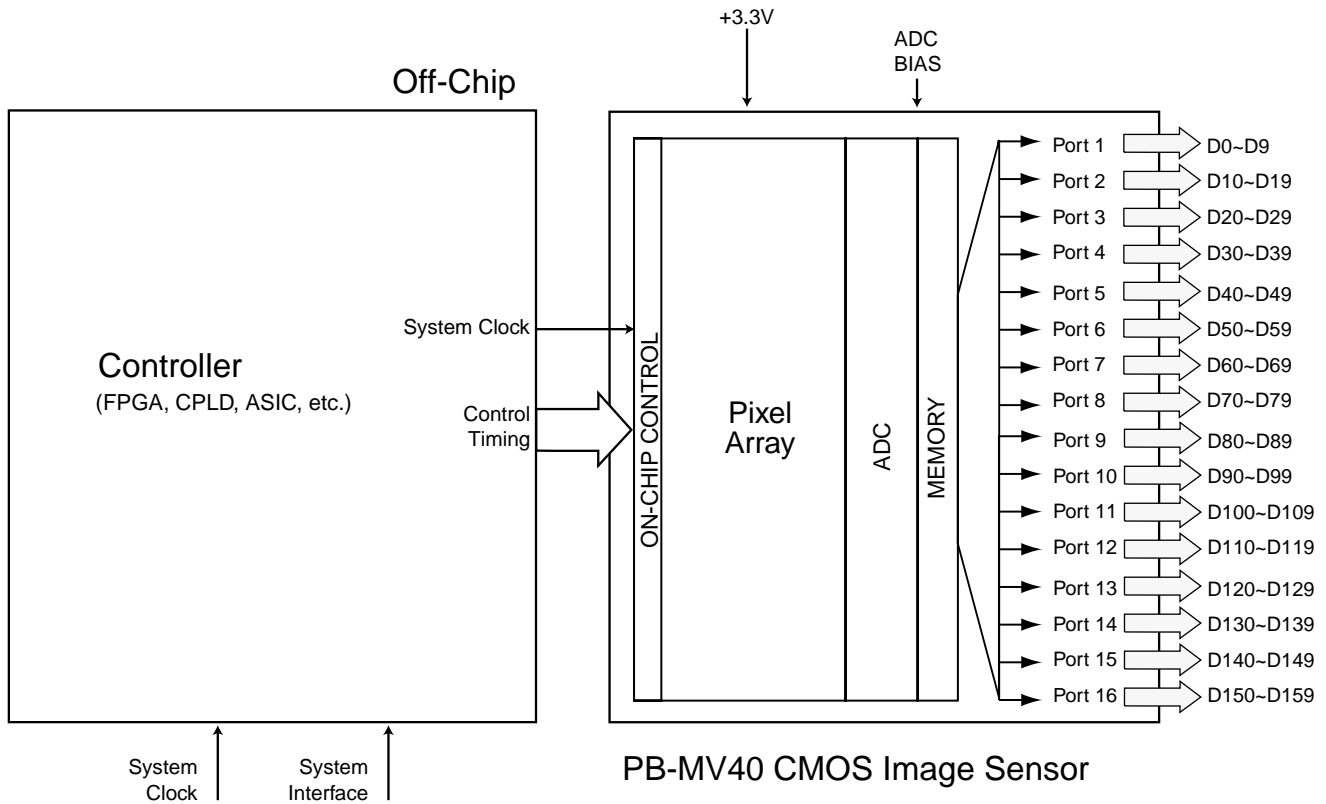 +3.3V
ADC
BIAS
Off-Chip
Controller
(FPGA, CPLD, ASIC, etc.)
System Clock
Control
Timing
System
Clock
System
Interface
ON-CHIP CONTROL
Pixel
Array
ADC
MEMORY
Port 1 D0~D9
Port 2 D10~D19
Port 3 D20~D29
Port 4 D30~D39
Port 5 D40~D49
Port 6 D50~D59
Port 7 D60~D69
Port 8 D70~D79
Port 9 D80~D89
Port 10 D90~D99
Port 11 D100~D109
Port 12 D110~D119
Port 13 D120~D129
Port 14 D130~D139
Port 15 D140~D149
Port 16 D150~D159
PB-MV40 CMOS Image Sensor